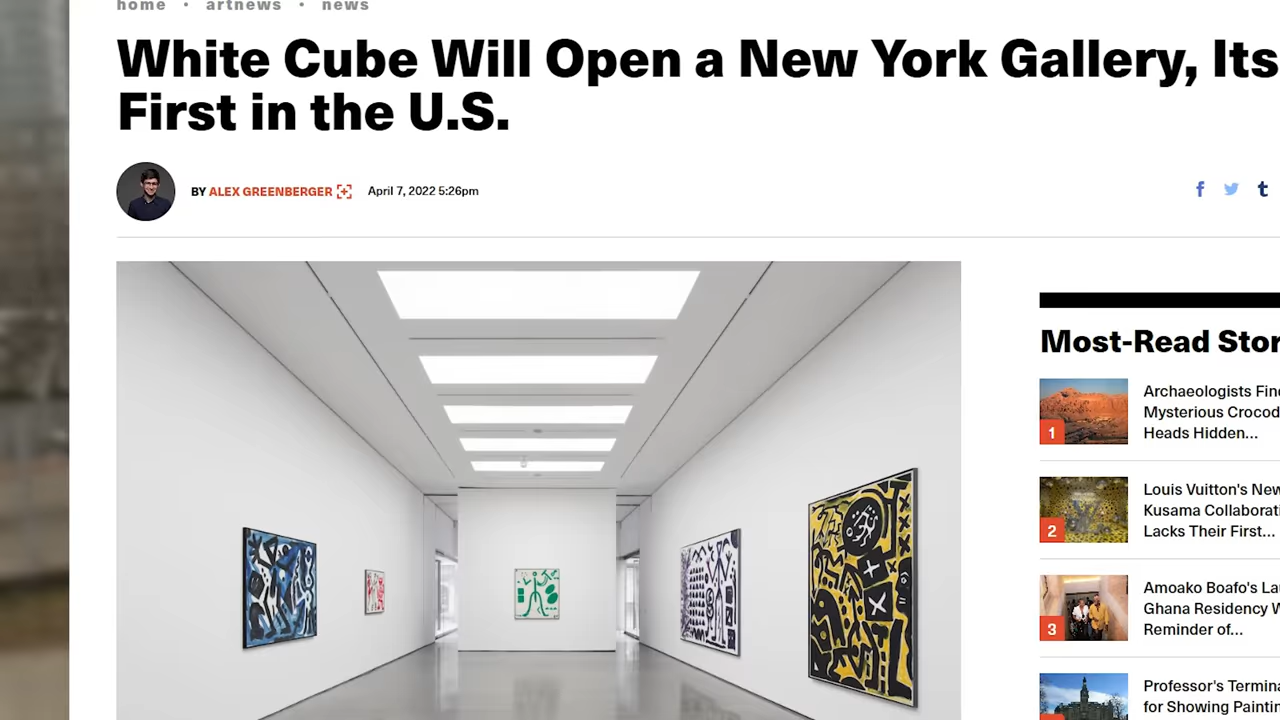 home • artnews • news
White Cube Will Open a New York Gallery, Its
First in the U.S.
BY ALEX GREENBERGER April 7, 2022 5:26pm
Most-Read Stor
1
Archaeologists Fin
Mysterious Crocod
Heads Hidden...
2
Louis Vuitton's New
Kusama Collaborati
Lacks Their First...
3
Amoako Boafo's La
Ghana Residency W
Reminder of...
Professor's Termina
for Showing Paintin